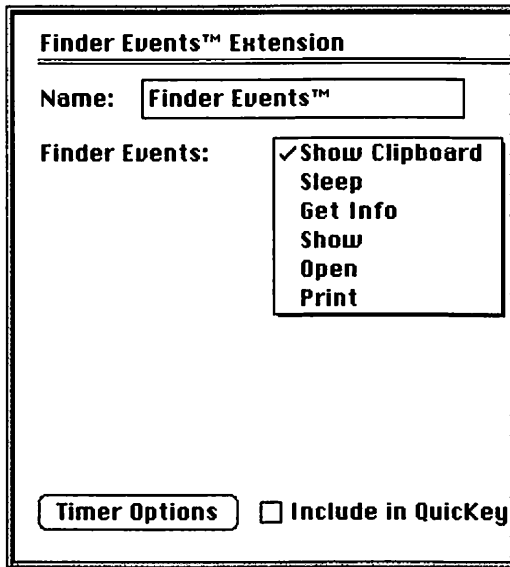 Finder Events™ Extension
Name: Finder Events™
Finder Events: ✓Show Clipboard
Sleep
Get Info
Show
Open
Print
Timer Options Include in QuicKey